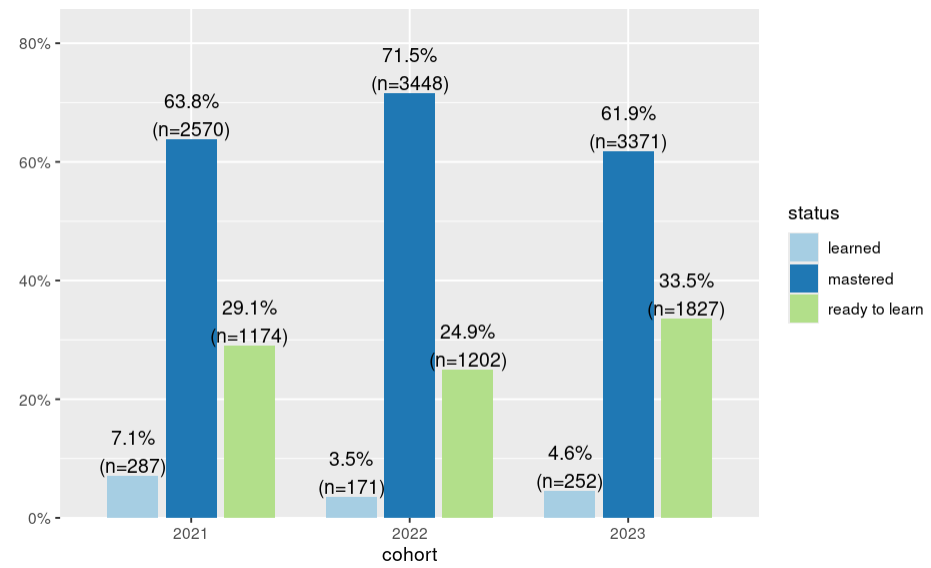 80%
60%
40%
20%
0%
63.8%
(n=2570)
71.5%
(n=3448)
61.9%
(n=3371)
29.1%
(n=1174)
24.9%
(n=1202)
33.5%
(n=1827)
7.1%
(n=287)
3.5%
(n=171)
4.6%
(n=252)
2021
2022
2023
cohort
status
learned
mastered
ready to learn